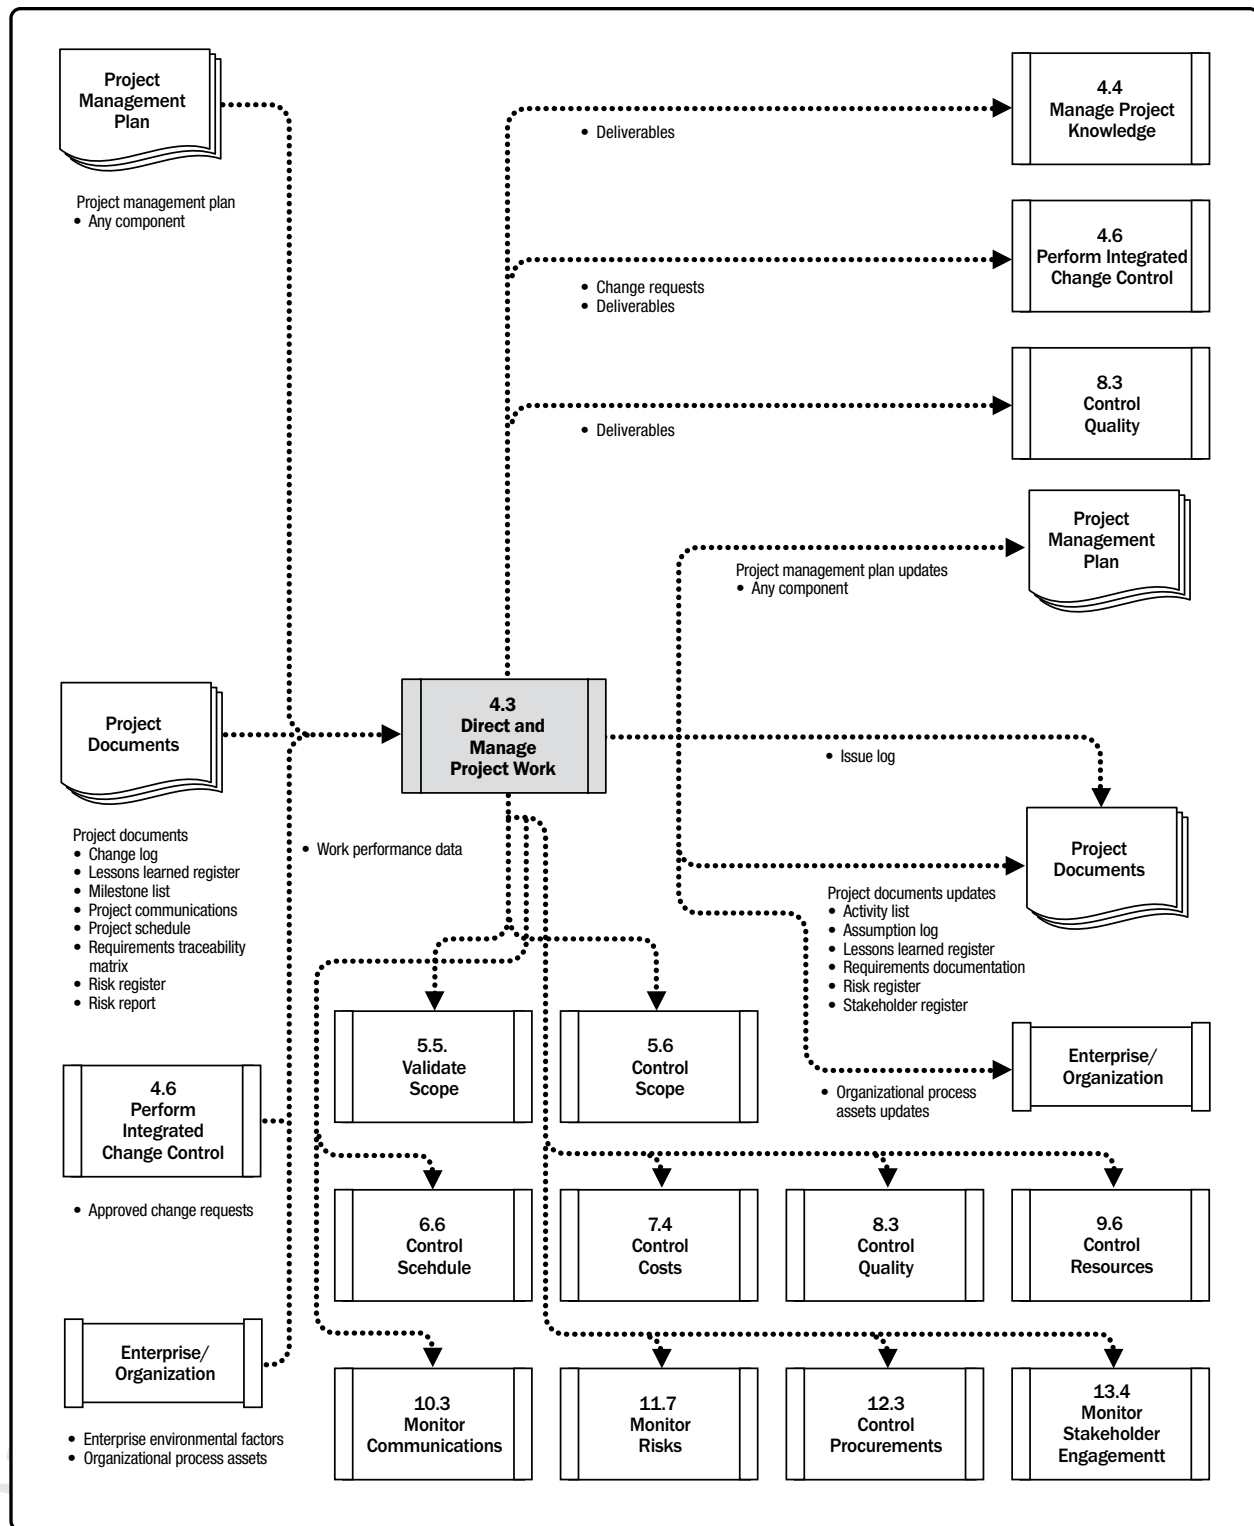 Project
Management
Plan
Project management plan
• Any component
4.4
Manage Project
Knowledge
• Deliverables
4.6
Perform Integrated
Change Control
• Change requests
• Deliverables
8.3
Control
Quality
• Deliverables
Project
Management
Plan
Project management plan updates
• Any component
Project
Documents
4.3
Direct and
Manage
Project Work
• Issue log
Project documents
• Change log
• Lessons learned register
• Milestone list
• Project communications
• Project schedule
• Requirements traceability
matrix
• Risk register
• Risk report
• Work performance data
Project
Documents
Project documents updates
• Activity list
• Assumption log
• Lessons learned register
• Requirements documentation
• Risk register
• Stakeholder register
5.5.
Validate
Scope
5.6
Control
Scope
Enterprise/
Organization
• Organizational process
assets updates
4.6
Perform
Integrated
Change Control
• Approved change requests
6.6
Control
Scehdule
7.4
Control
Costs
8.3
Control
Quality
9.6
Control
Resources
Enterprise/
Organization
• Enterprise environmental factors
• Organizational process assets
10.3
Monitor
Communications
11.7
Monitor
Risks
12.3
Control
Procurements
13.4
Monitor
Stakeholder
Engagementt